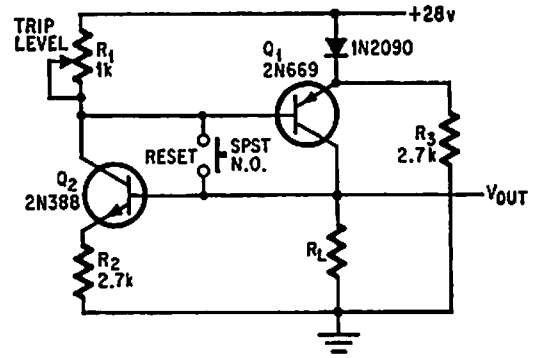 +28v
TRIP
LEVEL
R1
1k
Q1
2N669
1N2090
R3
2.7k
RESET
SPST
N.O.
Q2
2N388
VOUT
R2
2.7k
RL